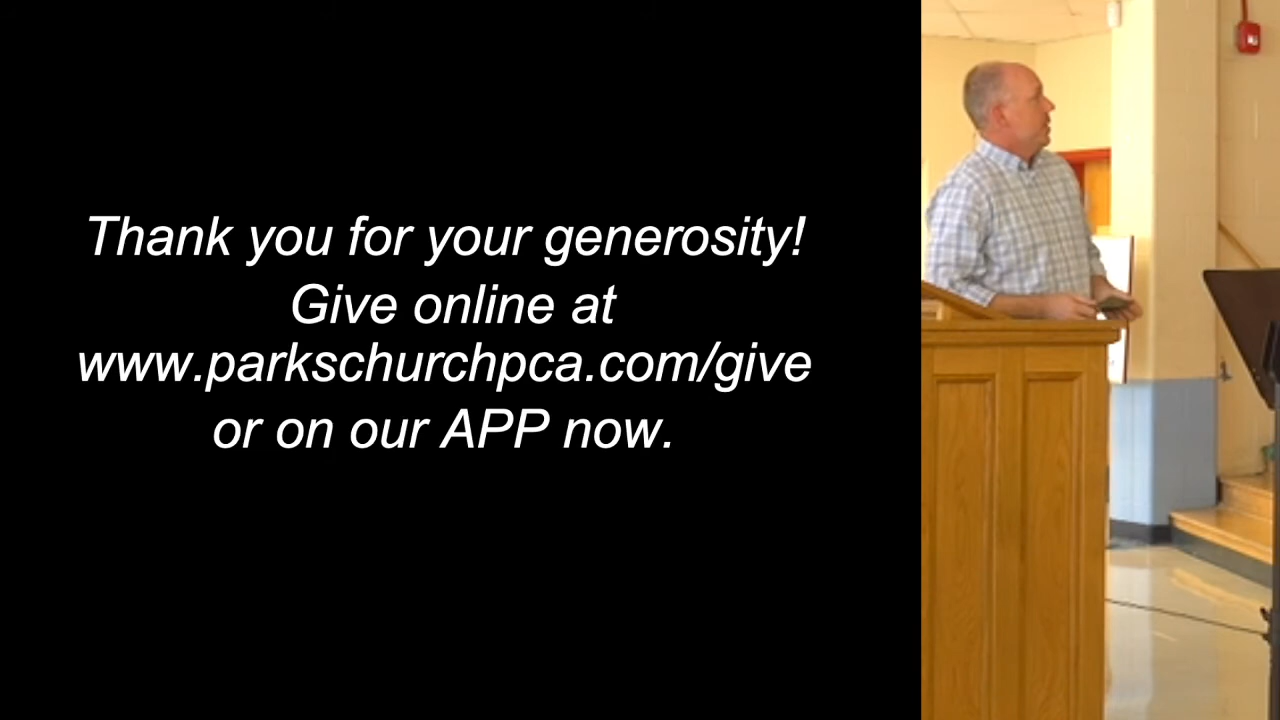 Thank you for your generosity!
Give online at
www.parkschurchpca.com/give
or on our APP now.